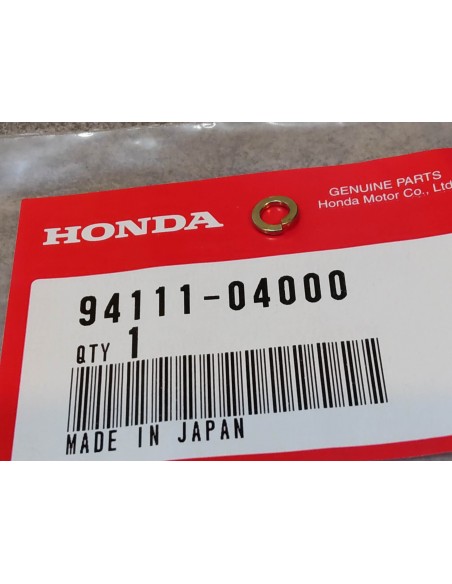 HONDA
GENUINE PARTS
Honda Motor Co., Ltd.
94111-04000
QTY 1
MADE IN JAPAN